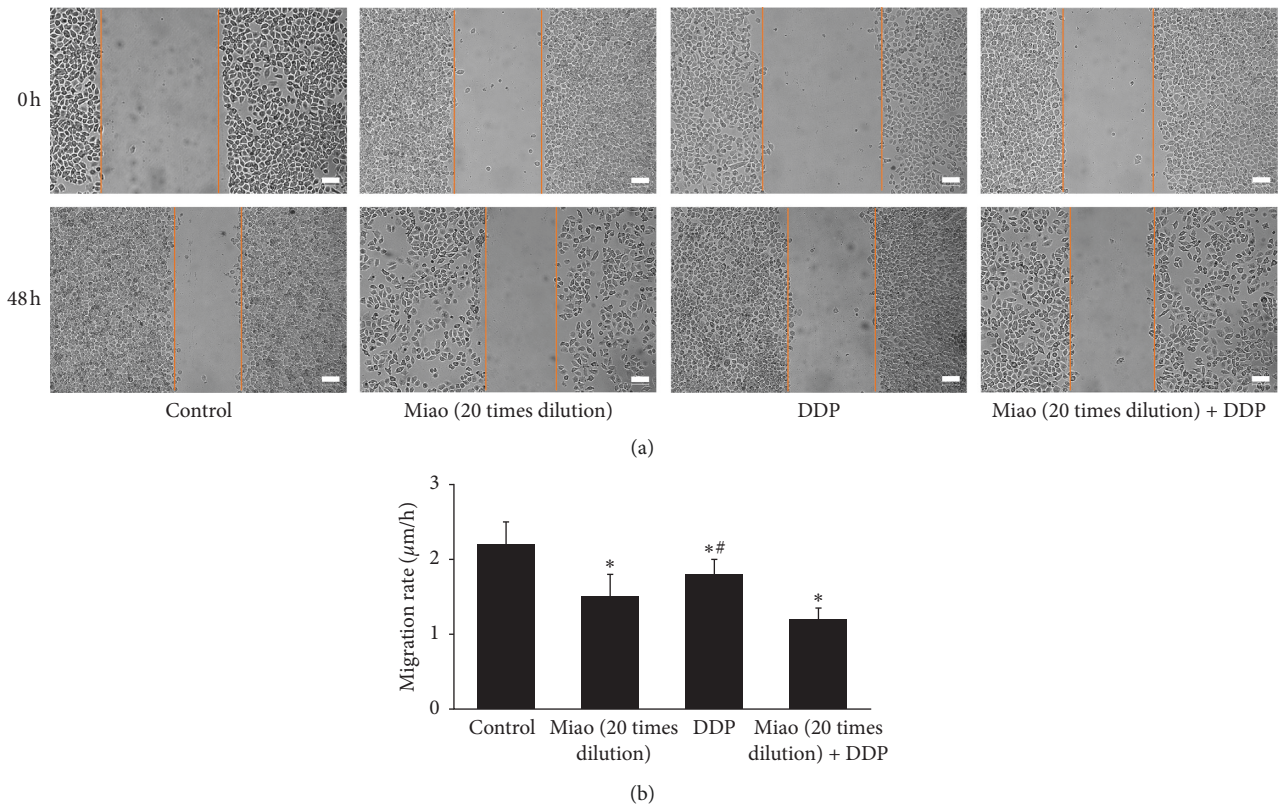 0 h
48 h
Control
Miao (20 times dilution)
DDP
Miao (20 times dilution) + DDP
(a)
Migration rate (μm/h)
3
2
1
0
*
*#
*
Control
Miao (20 times
dilution)
DDP
Miao (20 times
dilution) + DDP
(b)